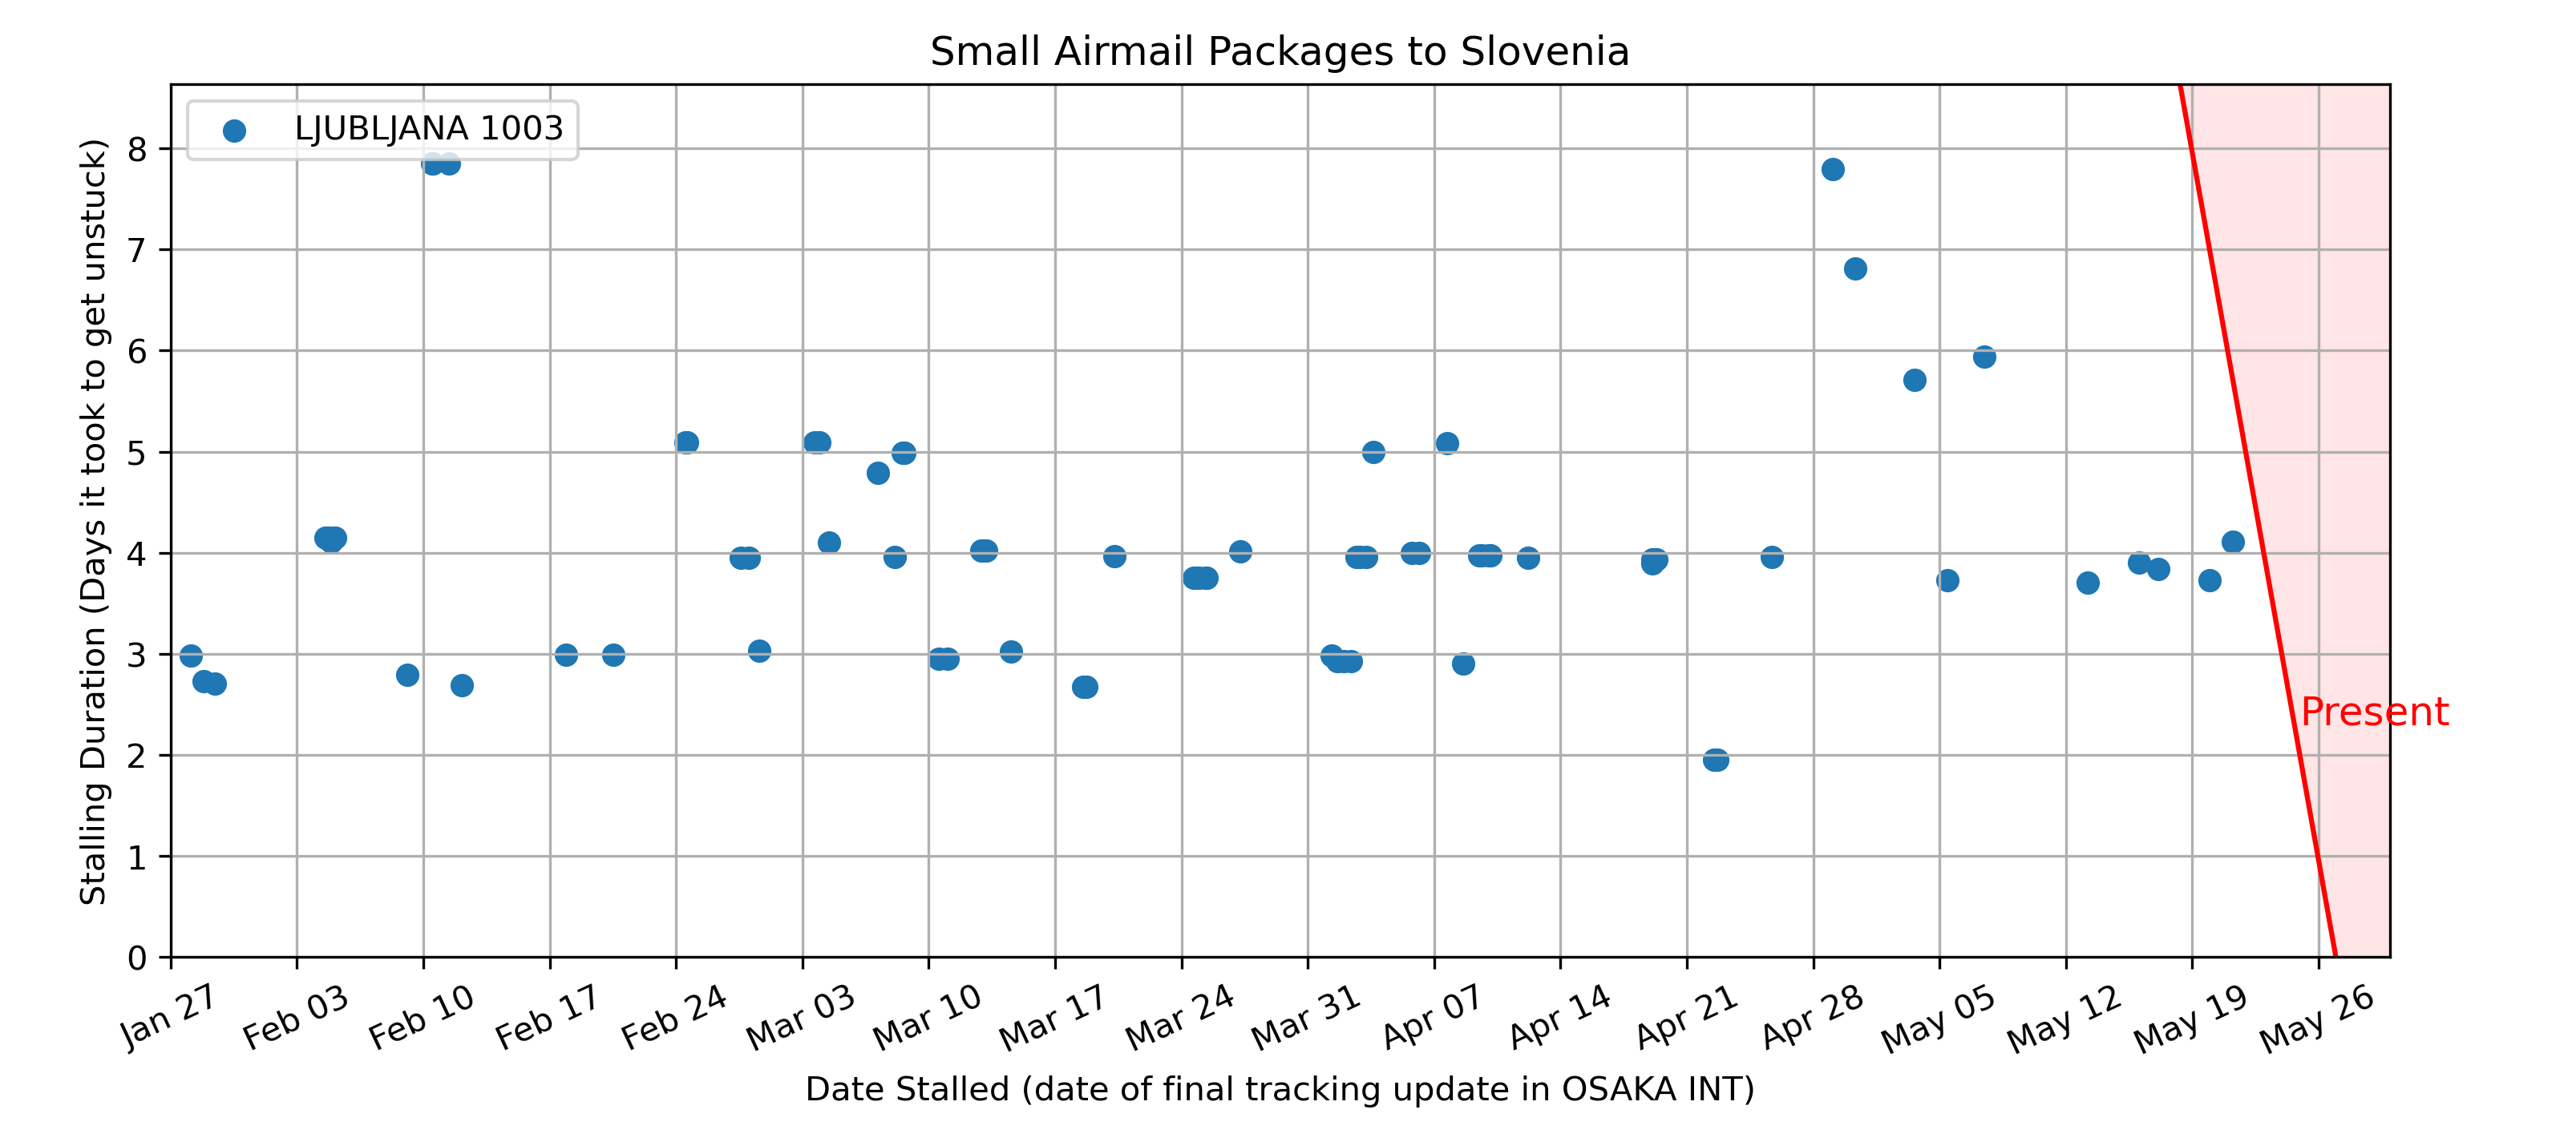 Small Airmail Packages to Slovenia
LJUBLJANA 1003
Stalling Duration (Days it took to get unstuck)
8
7
6
5
4
3
2
1
0
Present
Jan 27
Feb 03
Feb 10
Feb 17
Feb 24
Mar 03
Mar 10
Mar 17
Mar 24
Mar 31
Apr 07
Apr 14
Apr 21
Apr 28
May 05
May 12
May 19
May 26
Date Stalled (date of final tracking update in OSAKA INT)